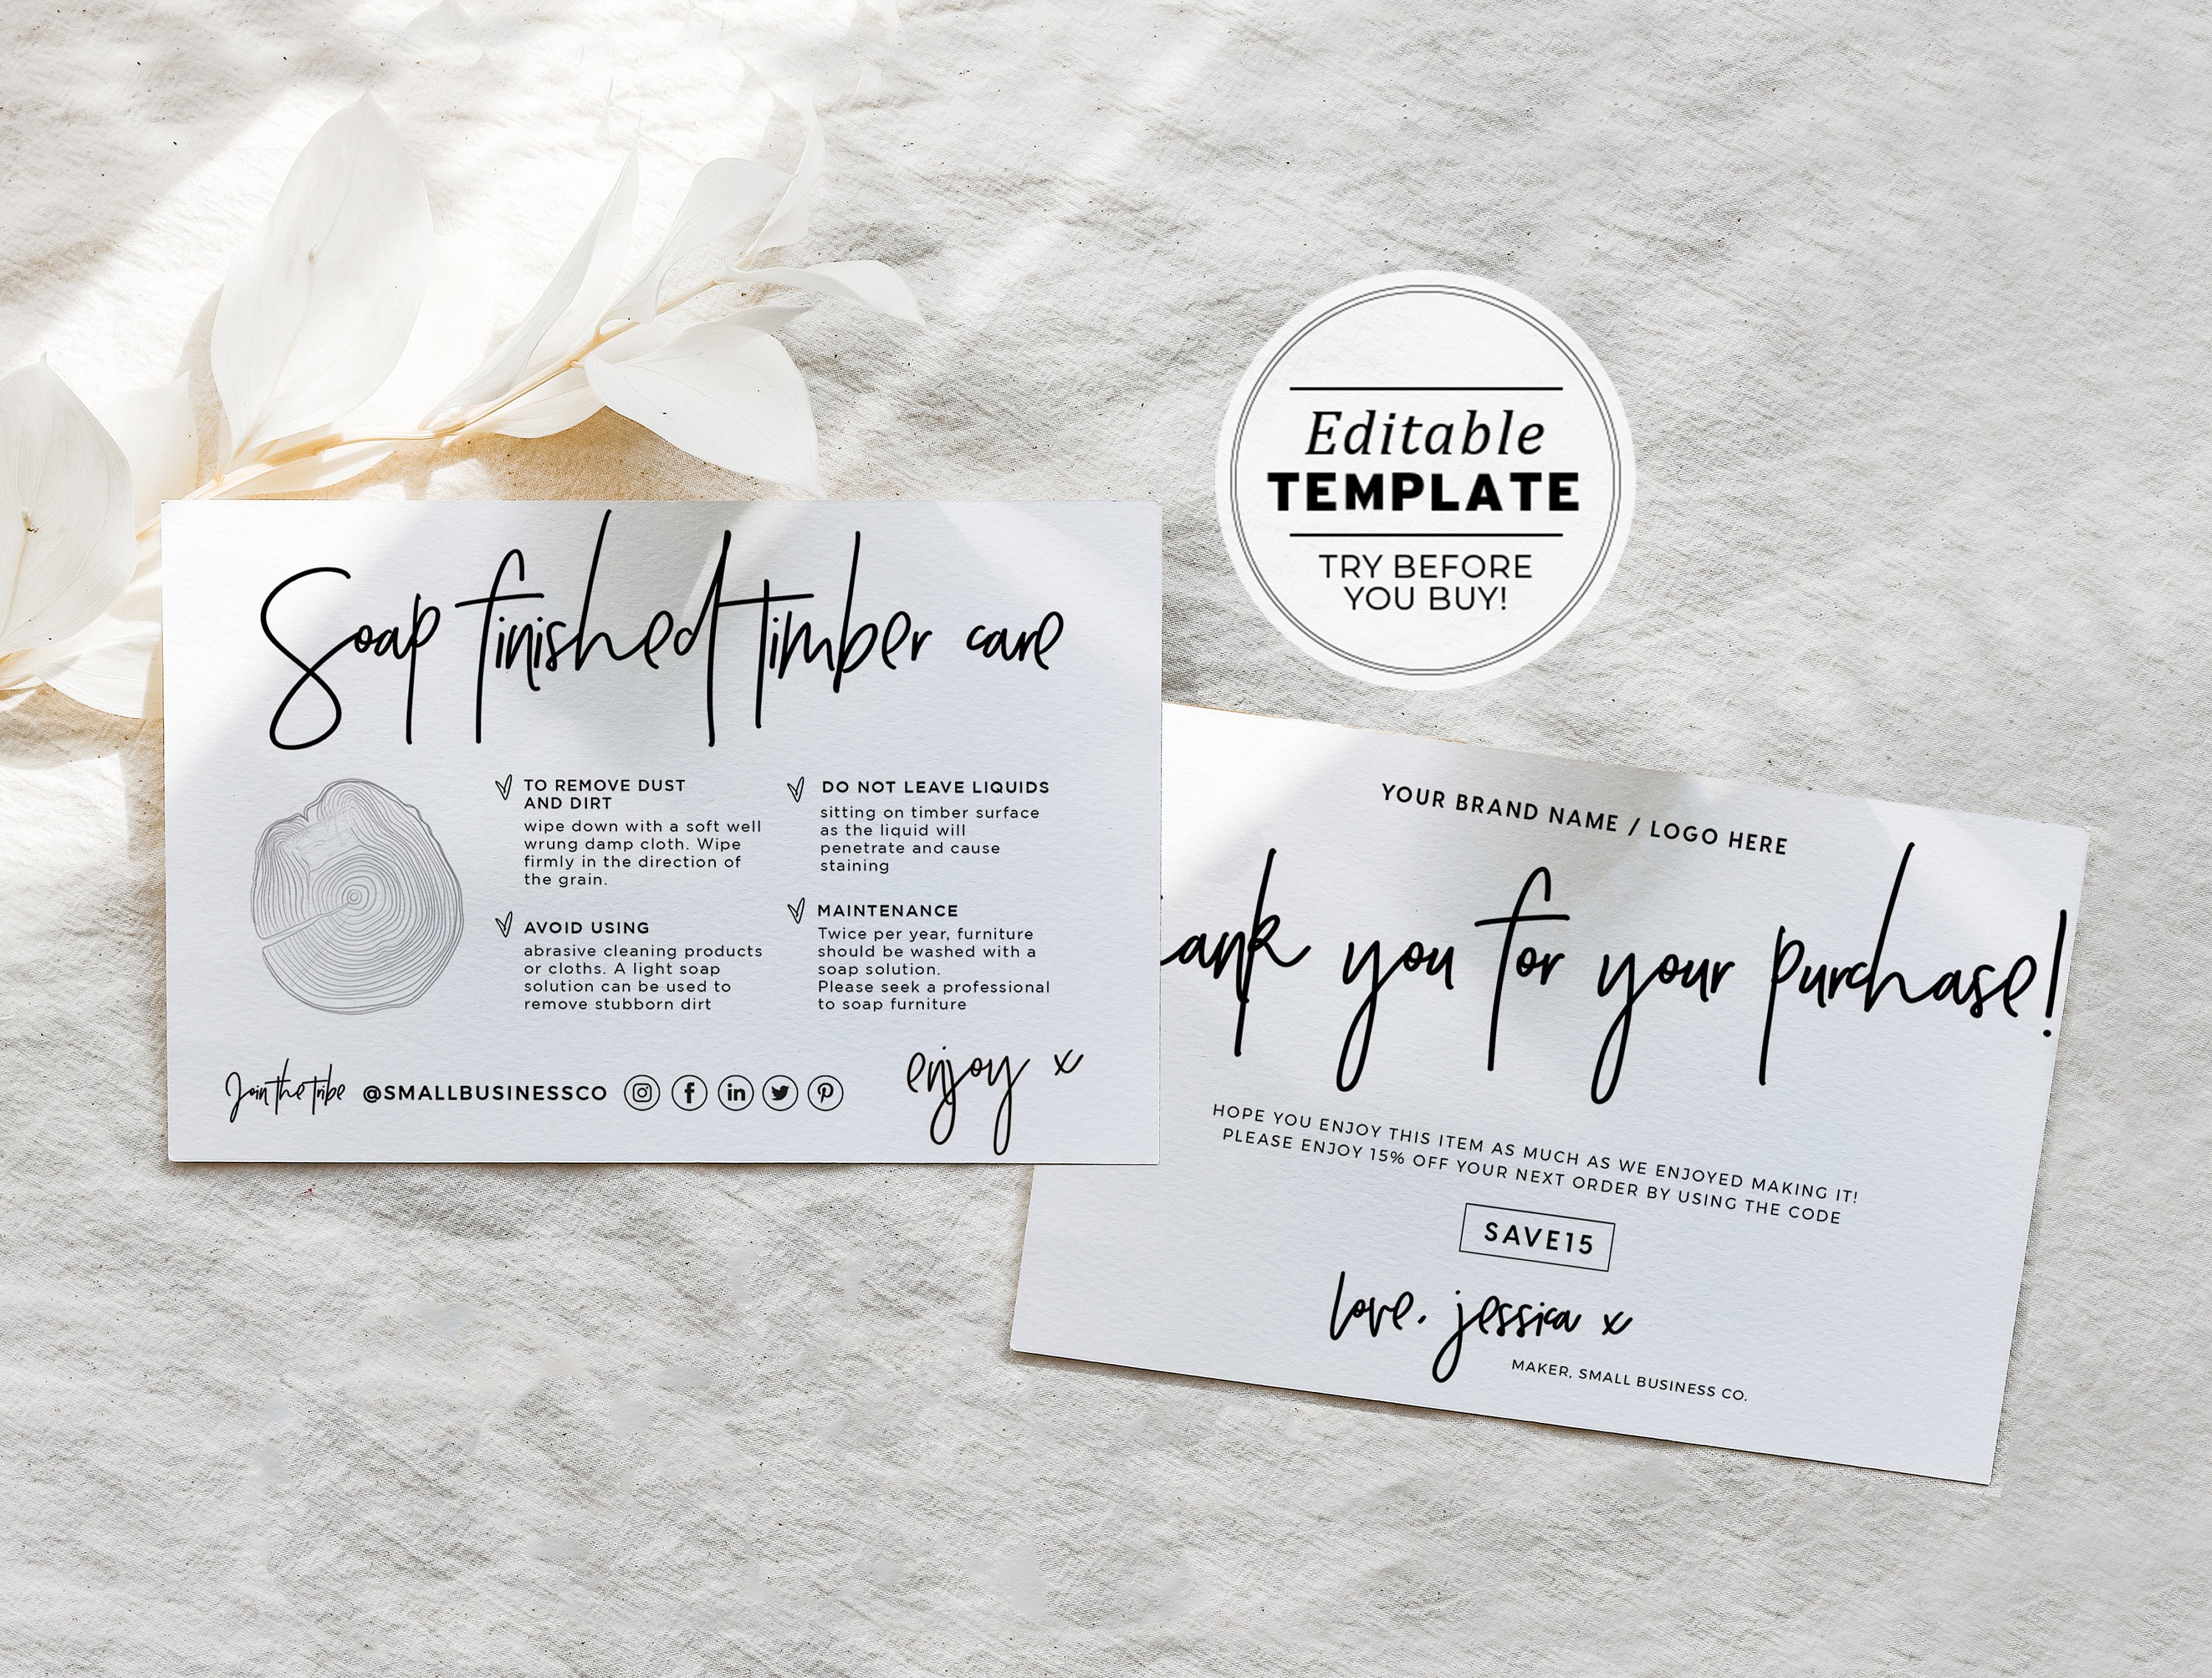 Soap finished timber care
TO REMOVE DUST
AND DIRT
wipe down with a soft well
wrung damp cloth. Wipe
firmly in the direction of
the grain.
AVOID USING
abrasive cleaning products
or cloths. A light soap
solution can be used to
remove stubborn dirt
DO NOT LEAVE LIQUIDS
sitting on timber surface
as the liquid will
penetrate and cause
staining
MAINTENANCE
Twice per year, furniture
should be washed with a
soap solution.
Please seek a professional
to soap furniture
Join the tribe @SMALLBUSINESSCO
enjoy x
Editable
TEMPLATE
TRY BEFORE
YOU BUY!
YOUR BRAND NAME / LOGO HERE
ank you for your purchase!
HOPE YOU ENJOY THIS ITEM AS MUCH AS WE ENJOYED MAKING IT!
PLEASE ENJOY 15% OFF YOUR NEXT ORDER BY USING THE CODE
SAVE15
love, jessica x
MAKER, SMALL BUSINESS CO.